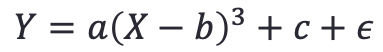 Y = a(X − b)³ + c + ϵ